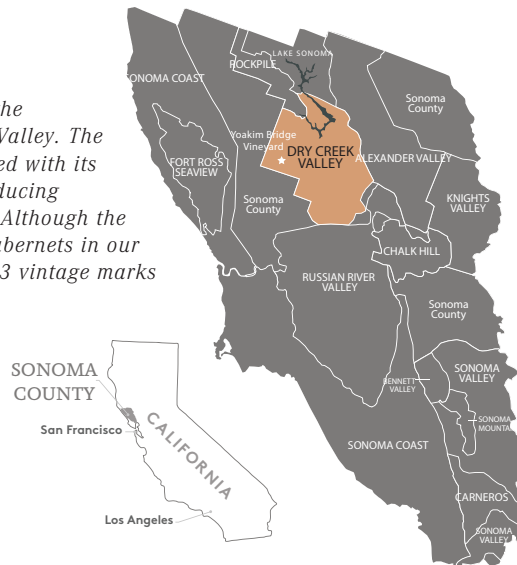 he
Valley. The
ed with its
ducing
Although the
abernets in our
3 vintage marks
LAKE SONOMA
ROCKPILE
SONOMA COAST
Sonoma
County
Yoakim Bridge
Vineyard
DRY CREEK
VALLEY
ALEXANDER VALLEY
FORT ROSS
SEAVIEW
Sonoma
County
KNIGHTS
VALLEY
CHALK HILL
RUSSIAN RIVER
VALLEY
Sonoma
County
BENNETT
VALLEY
SONOMA
VALLEY
SONOMA
MOUNTAI
SONOMA COAST
CARNEROS
SONOMA
VALLEY
SONOMA
COUNTY
San Francisco
CALIFORNIA
Los Angeles